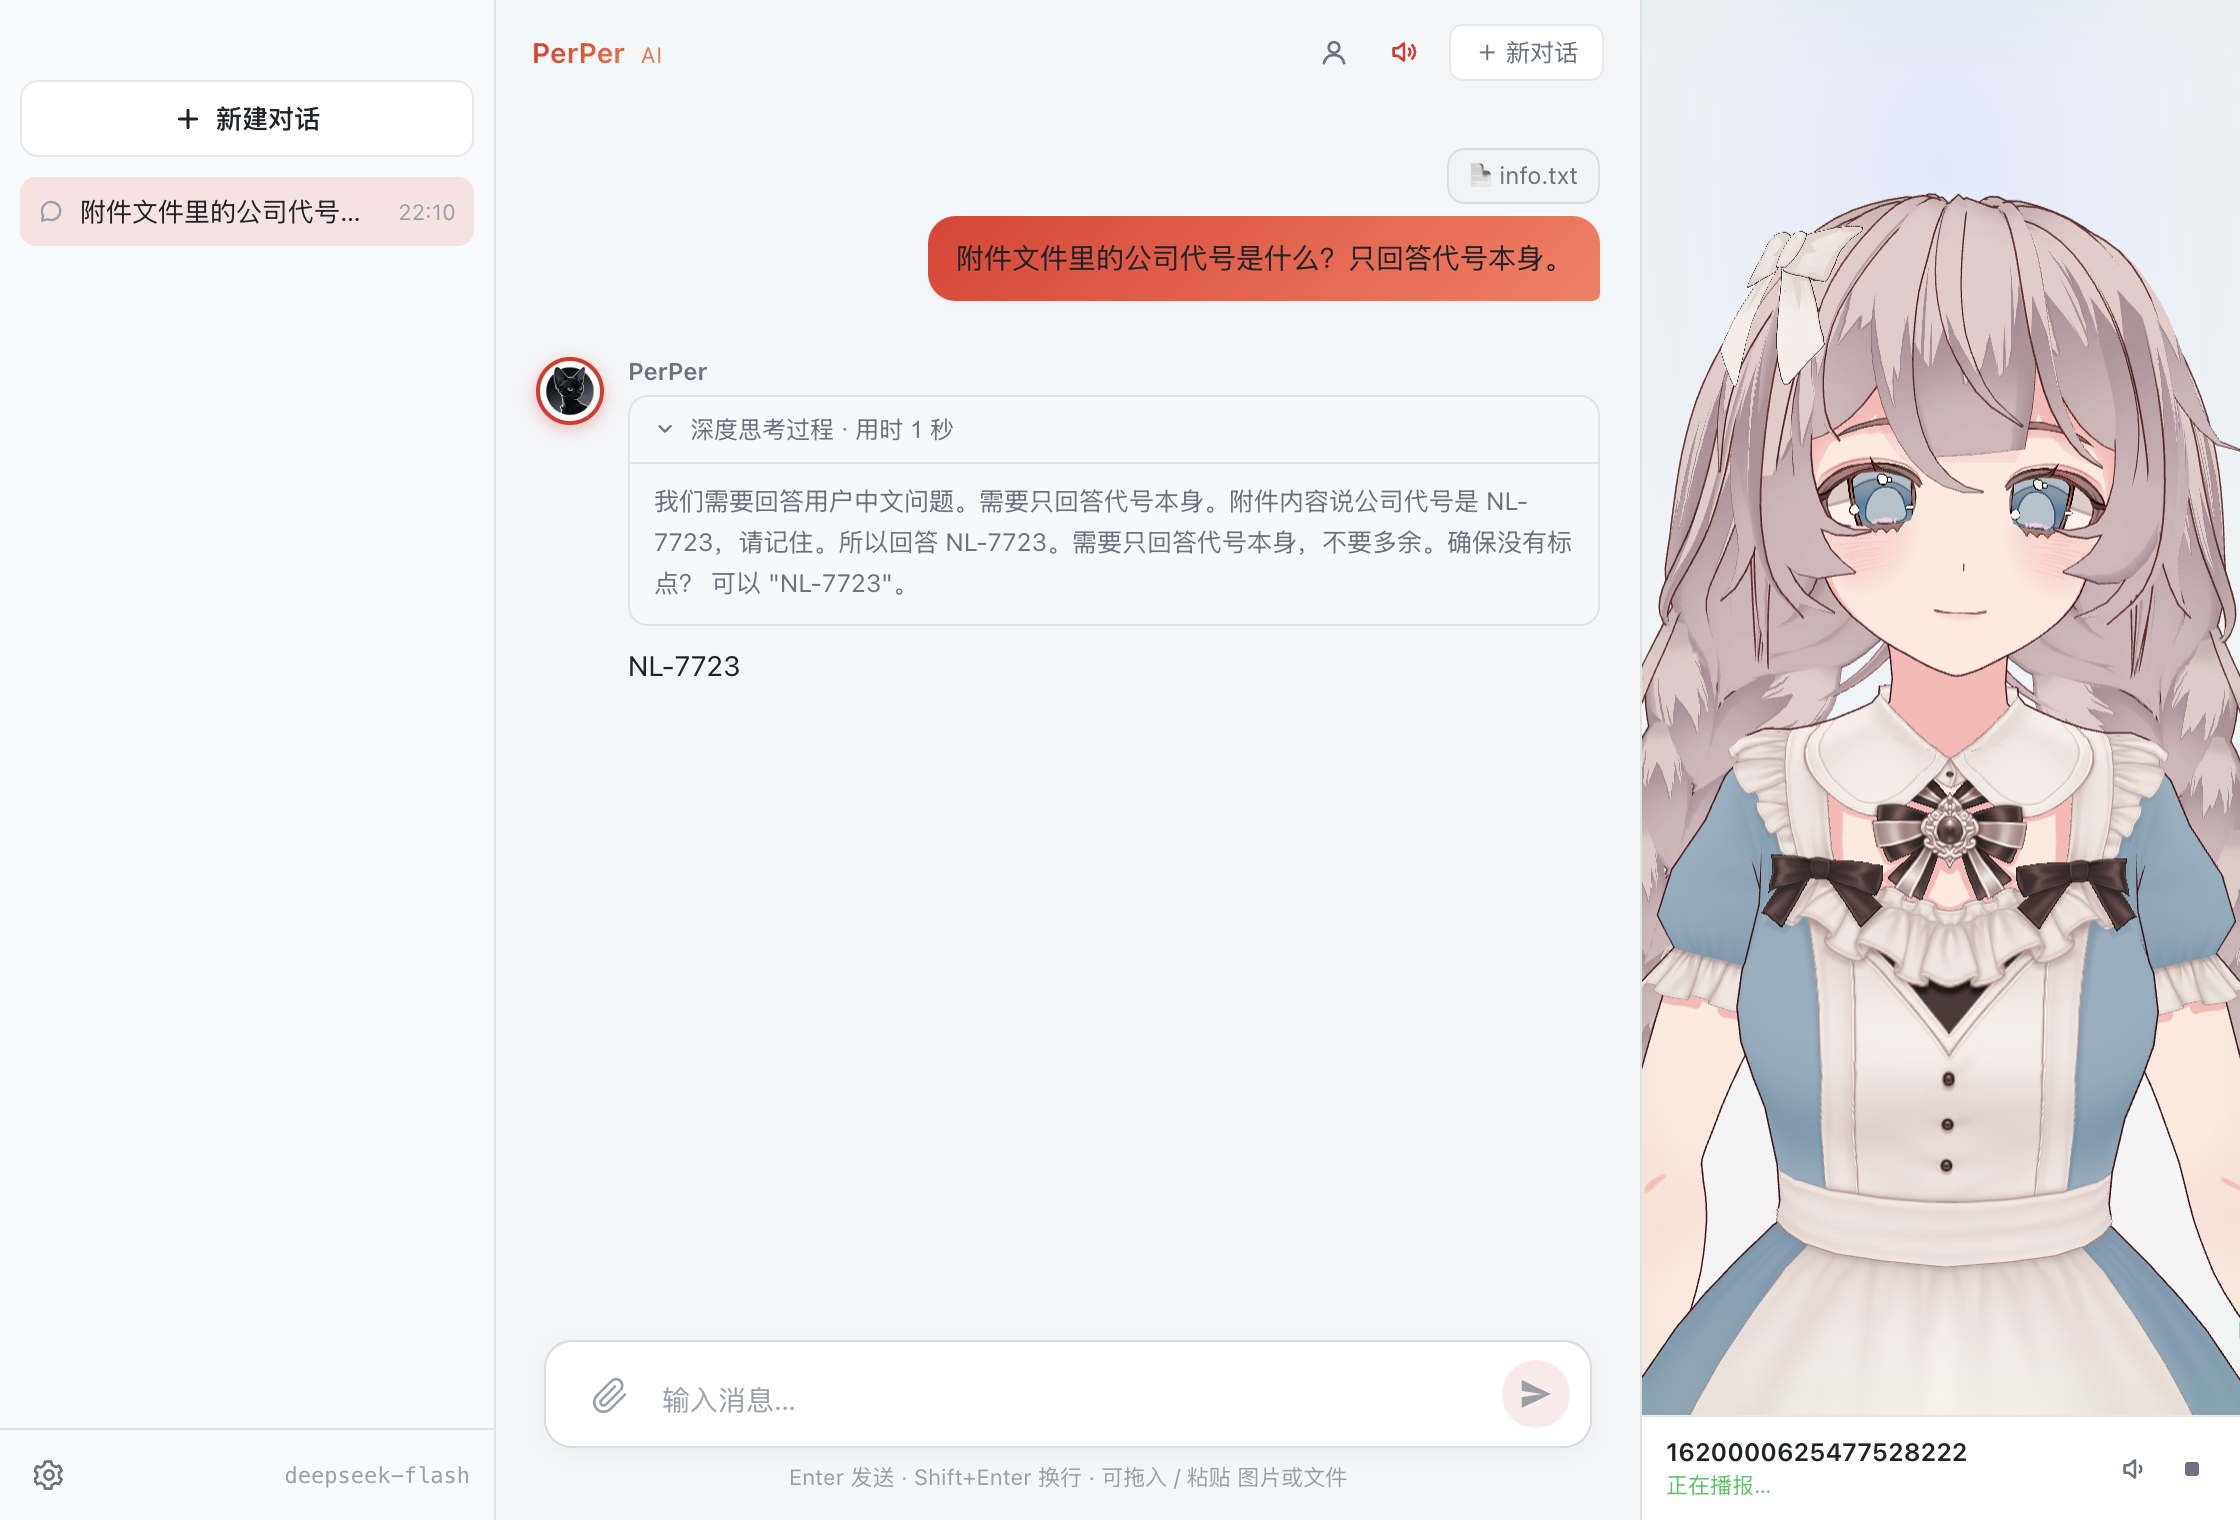 新建对话
附件文件里的公司代号... 22:10
deepseek-flash
PerPer AI
新对话
info.txt
附件文件里的公司代号是什么？只回答代号本身。
PerPer
深度思考过程 · 用时 1 秒
我们需要回答用户中文问题。需要只回答代号本身。附件内容说公司代号是 NL-
7723，请记住。所以回答 NL-7723。需要只回答代号本身，不要多余。确保没有标
点？ 可以 "NL-7723"。
NL-7723
输入消息...
Enter 发送 · Shift+Enter 换行 · 可拖入 / 粘贴 图片或文件
1620000625477528222
正在播报...